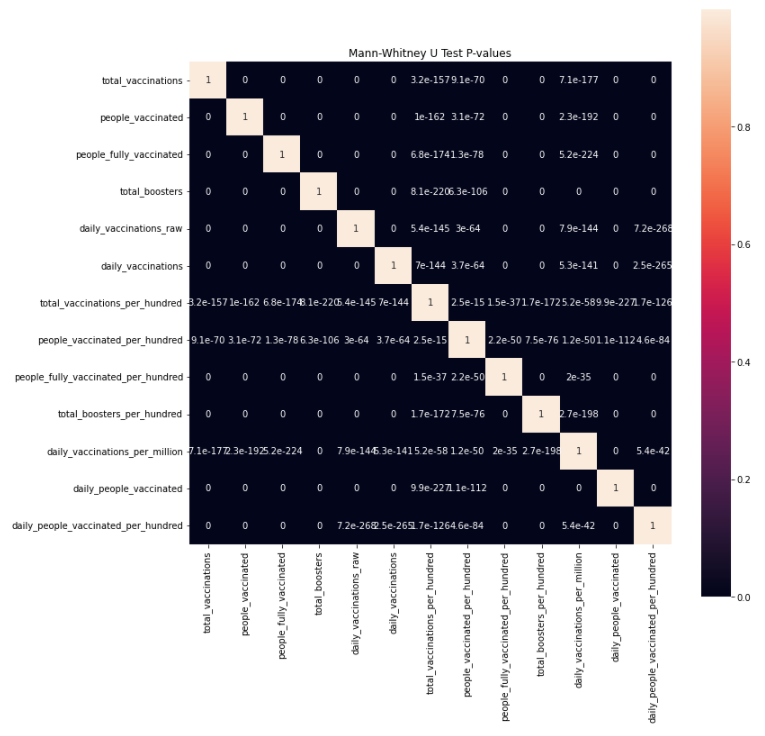 Mann-Whitney U Test P-values
total_vaccinations 1 0 0 0 0 0 3.2e-157 9.1e-70 0 0 7.1e-177 0 0
people_vaccinated 0 1 0 0 0 0 1e-162 3.1e-72 0 0 2.3e-192 0 0
people_fully_vaccinated 0 0 1 0 0 0 6.8e-174 1.3e-78 0 0 5.2e-224 0 0
total_boosters 0 0 0 1 0 0 8.1e-220 6.3e-106 0 0 0 0 0
daily_vaccinations_raw 0 0 0 0 1 0 5.4e-145 3e-64 0 0 7.9e-144 0 7.2e-268
daily_vaccinations 0 0 0 0 0 1 7e-144 3.7e-64 0 0 5.3e-141 0 2.5e-265
total_vaccinations_per_hundred 3.2e-157 1e-162 6.8e-174 8.1e-220 5.4e-145 7e-144 1 2.5e-15 1.5e-37 1.7e-172 5.2e-58 9.9e-227 1.7e-126
people_vaccinated_per_hundred 9.1e-70 3.1e-72 1.3e-78 6.3e-106 3e-64 3.7e-64 2.5e-15 1 2.2e-50 7.5e-76 1.2e-50 1.1e-112 4.6e-84
people_fully_vaccinated_per_hundred 0 0 0 0 0 0 1.5e-37 2.2e-50 1 0 2e-35 0 0
total_boosters_per_hundred 0 0 0 0 0 0 1.7e-172 7.5e-76 0 1 2.7e-198 0 0
daily_vaccinations_per_million 7.1e-177 2.3e-192 5.2e-224 0 7.9e-144 5.3e-141 5.2e-58 1.2e-50 2e-35 2.7e-198 1 0 5.4e-42
daily_people_vaccinated 0 0 0 0 0 0 9.9e-227 1.1e-112 0 0 0 1 0
daily_people_vaccinated_per_hundred 0 0 0 0 7.2e-268 2.5e-265 1.7e-126 4.6e-84 0 0 5.4e-42 0 1
total_vaccinations
people_vaccinated
people_fully_vaccinated
total_boosters
daily_vaccinations_raw
daily_vaccinations
total_vaccinations_per_hundred
people_vaccinated_per_hundred
people_fully_vaccinated_per_hundred
total_boosters_per_hundred
daily_vaccinations_per_million
daily_people_vaccinated
daily_people_vaccinated_per_hundred
0.8
0.6
0.4
0.2
0.0